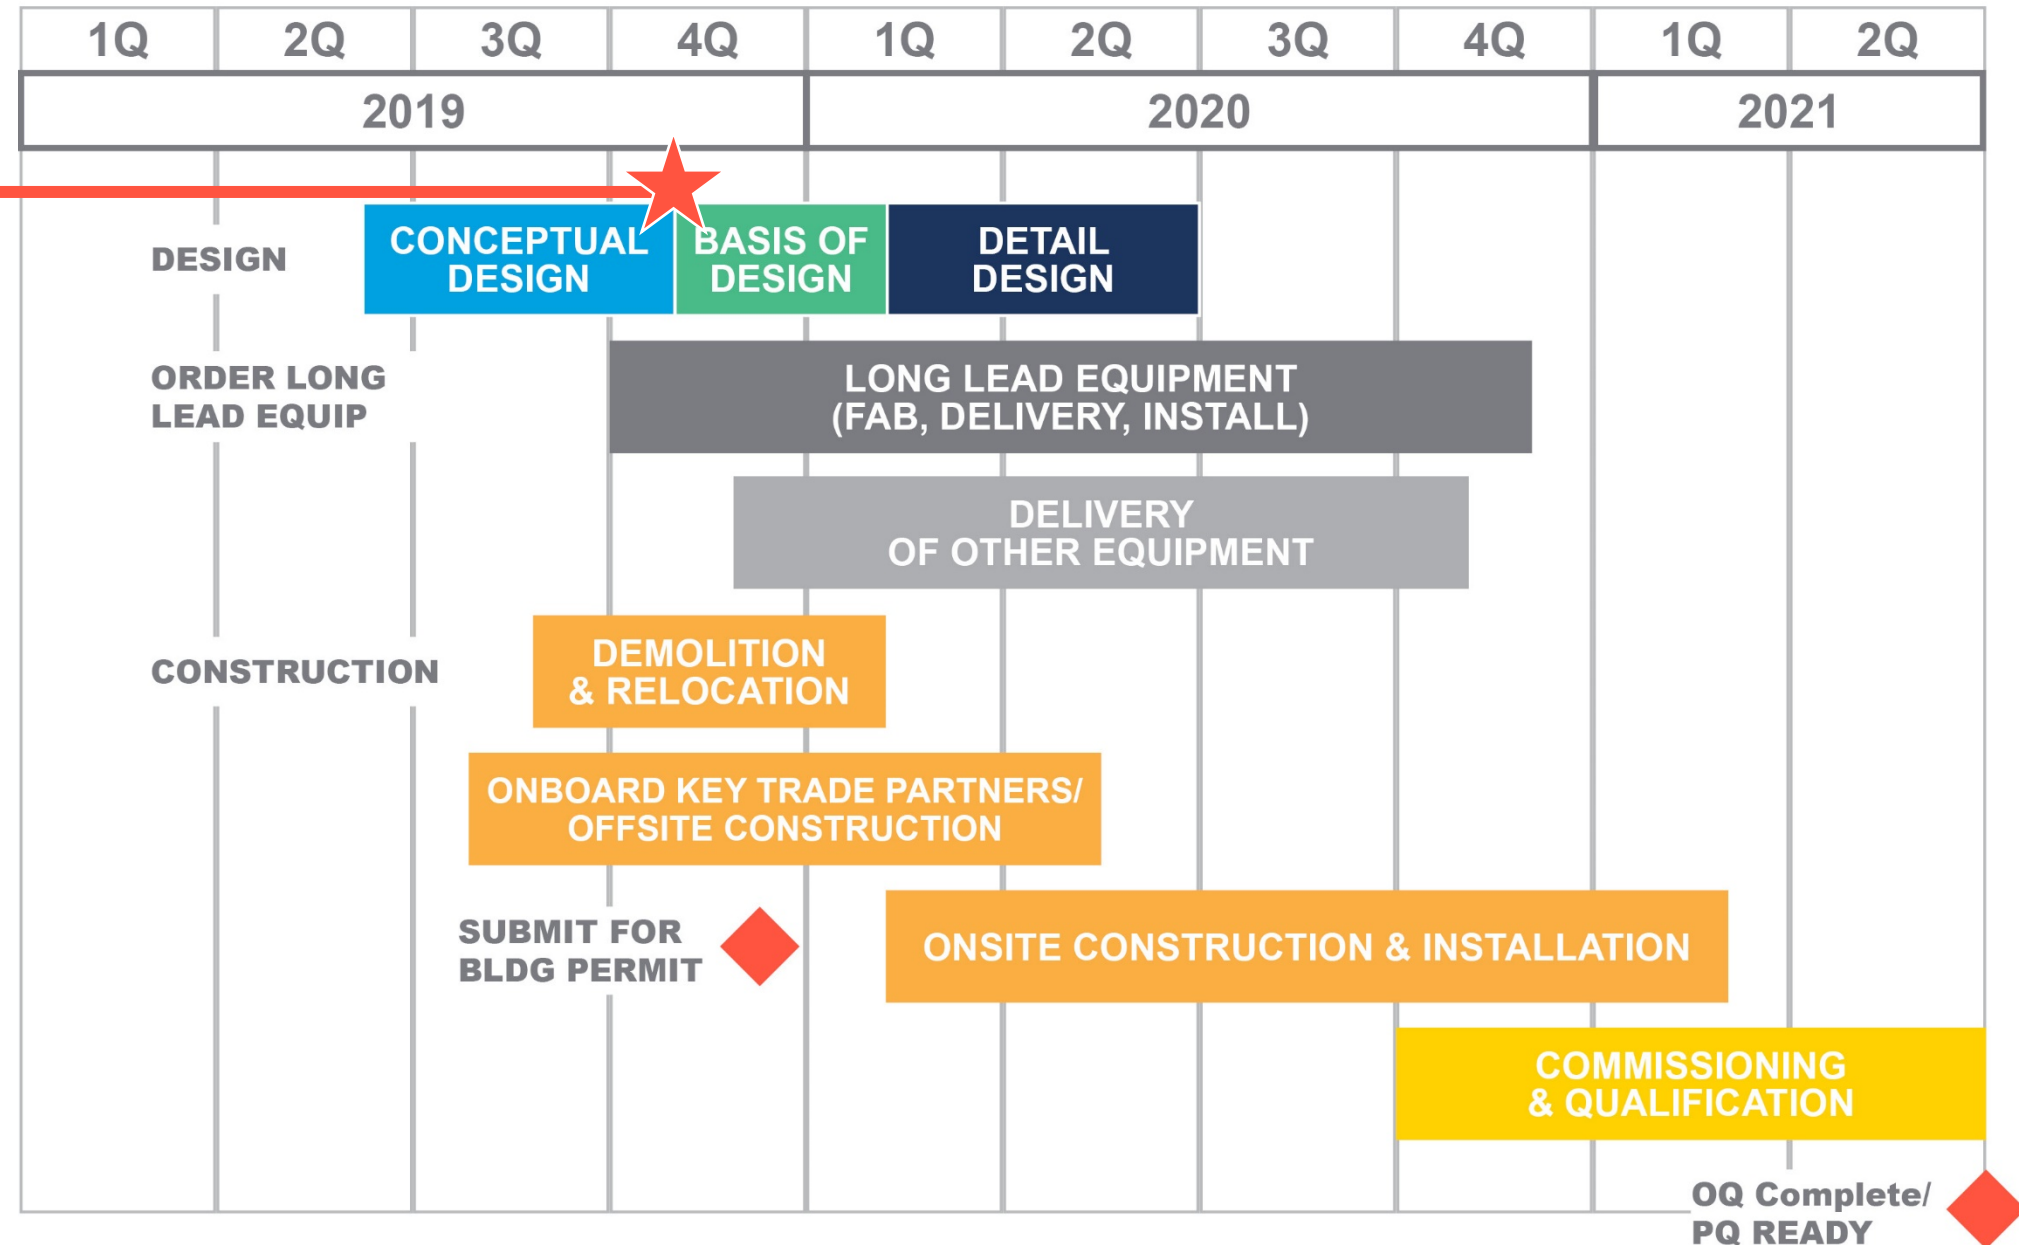 1Q 2Q 3Q 4Q 1Q 2Q 3Q 4Q 1Q 2Q
2019 2020 2021
DESIGN
CONCEPTUAL
DESIGN
BASIS OF
DESIGN
DETAIL
DESIGN
ORDER LONG
LEAD EQUIP
LONG LEAD EQUIPMENT
(FAB, DELIVERY, INSTALL)
DELIVERY
OF OTHER EQUIPMENT
CONSTRUCTION
DEMOLITION
& RELOCATION
ONBOARD KEY TRADE PARTNERS/
OFFSITE CONSTRUCTION
SUBMIT FOR
BLDG PERMIT
ONSITE CONSTRUCTION & INSTALLATION
COMMISSIONING
& QUALIFICATION
OQ Complete/
PQ READY